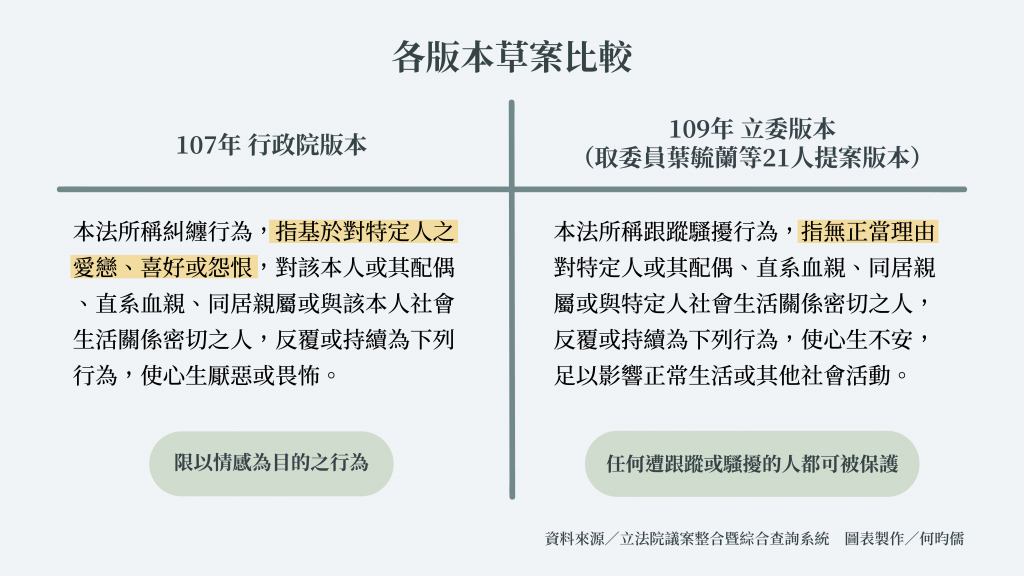 各版本草案比較
107年 行政院版本
109年 立委版本
（取委員葉毓蘭等21人提案版本）
本法所稱糾纏行為，指基於對特定人之
愛戀、喜好或怨恨，對該本人或其配偶
、直系血親、同居親屬或與該本人社會
生活關係密切之人，反覆或持續為下列
行為，使心生厭惡或畏怖。
本法所稱跟蹤騷擾行為，指無正當理由
對特定人或其配偶、直系血親、同居親
屬或與特定人社會生活關係密切之人，
反覆或持續為下列行為，使心生不安，
足以影響正常生活或其他社會活動。
限以情感為目的之行為
任何遭跟蹤或騷擾的人都可被保護
資料來源／立法院議案整合暨綜合查詢系統　圖表製作／何昀儒